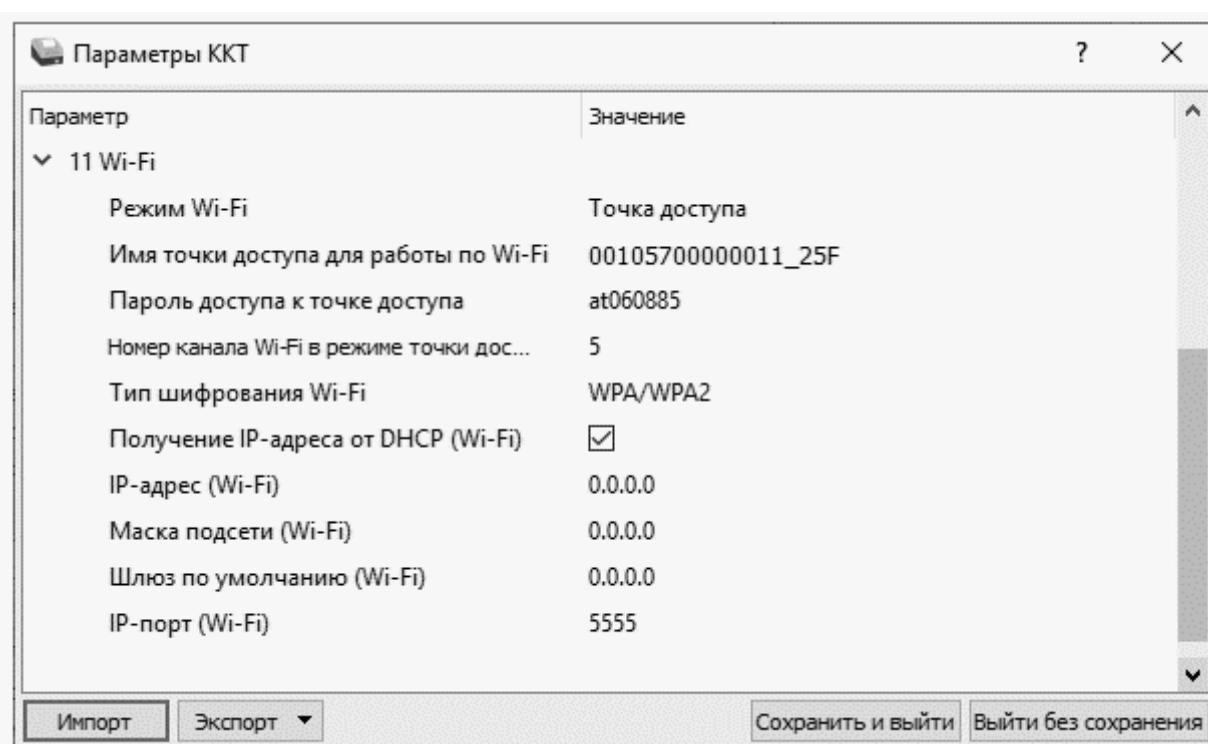 Параметры ККТ ? ×
Параметр Значение
11 Wi-Fi
Режим Wi-Fi Точка доступа
Имя точки доступа для работы по Wi-Fi 00105700000011_25F
Пароль доступа к точке доступа at060885
Номер канала Wi-Fi в режиме точки дос... 5
Тип шифрования Wi-Fi WPA/WPA2
Получение IP-адреса от DHCP (Wi-Fi)
IP-адрес (Wi-Fi) 0.0.0.0
Маска подсети (Wi-Fi) 0.0.0.0
Шлюз по умолчанию (Wi-Fi) 0.0.0.0
IP-порт (Wi-Fi) 5555
Импорт Экспорт Сохранить и выйти Выйти без сохранения